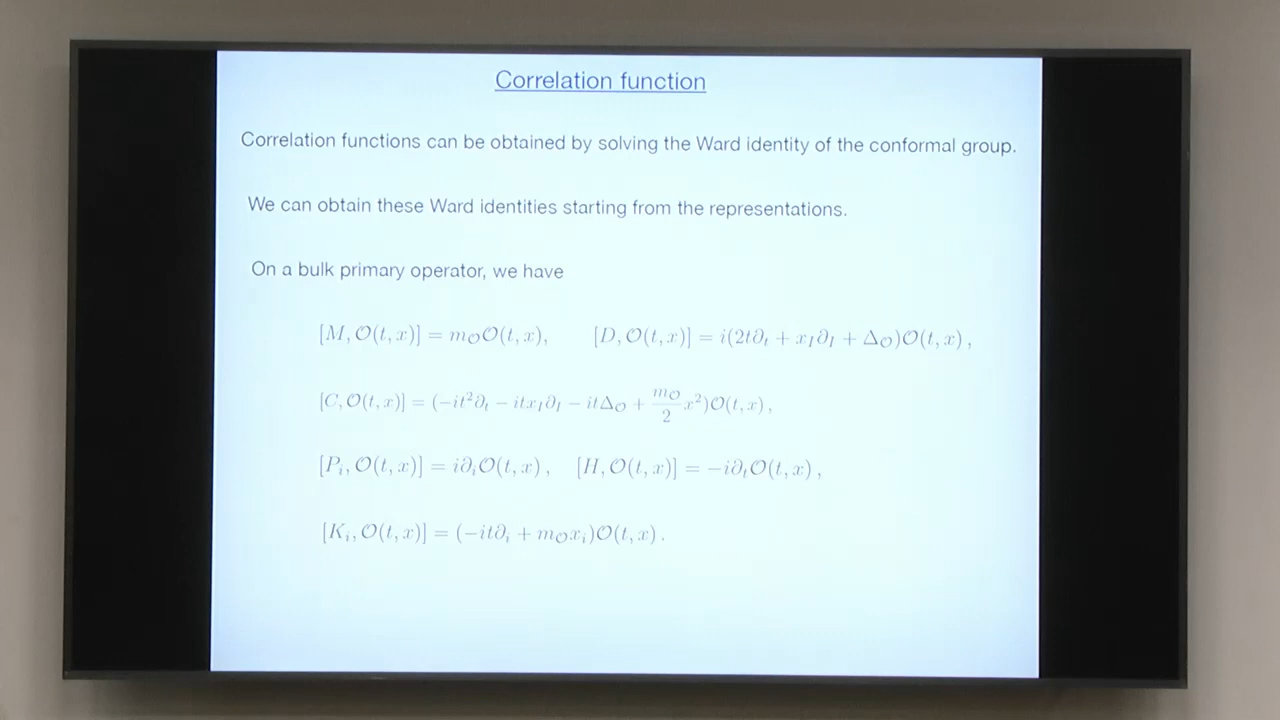 Correlation function
Correlation functions can be obtained by solving the Ward identity of the conformal group.
We can obtain these Ward identities starting from the representations.
On a bulk primary operator, we have
[M, 𝒪(t, x)] = m_𝒪 𝒪(t, x),   [D, 𝒪(t, x)] = i(2t∂_t + x_I∂_I + Δ_𝒪)𝒪(t, x) ,
[C, 𝒪(t, x)] = (−it²∂_t − itx_I∂_I − itΔ_𝒪 + m_𝒪/2 x²)𝒪(t, x) ,
[P_i, 𝒪(t, x)] = i∂_i𝒪(t, x) ,   [H, 𝒪(t, x)] = −i∂_t𝒪(t, x) ,
[K_i, 𝒪(t, x)] = (−it∂_i + m_𝒪x_i)𝒪(t, x) .